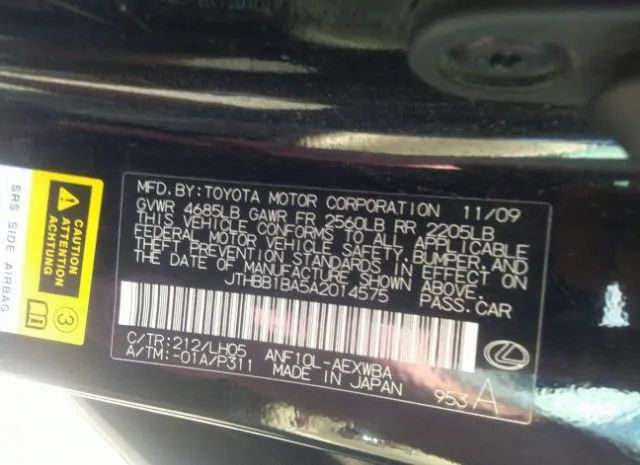 SRS SIDE AIRBAG
CAUTION
ATTENTION
ACHTUNG
3
MFD.BY:TOYOTA MOTOR CORPORATION 11/09
GVWR 4685LB GAWR FR 2560LB RR 2205LB
THIS VEHICLE CONFORMS TO ALL APPLICABLE
FEDERAL MOTOR VEHICLE SAFETY, BUMPER, AND
THEFT PREVENTION STANDARDS IN EFFECT ON
THE DATE OF MANUFACTURE SHOWN ABOVE.
JTHBB1BA5A2014575 PASS.CAR
C/TR:212/LH05 ANF10L-AEXWBA
A/TM:-01A/P311 MADE IN JAPAN
953 A